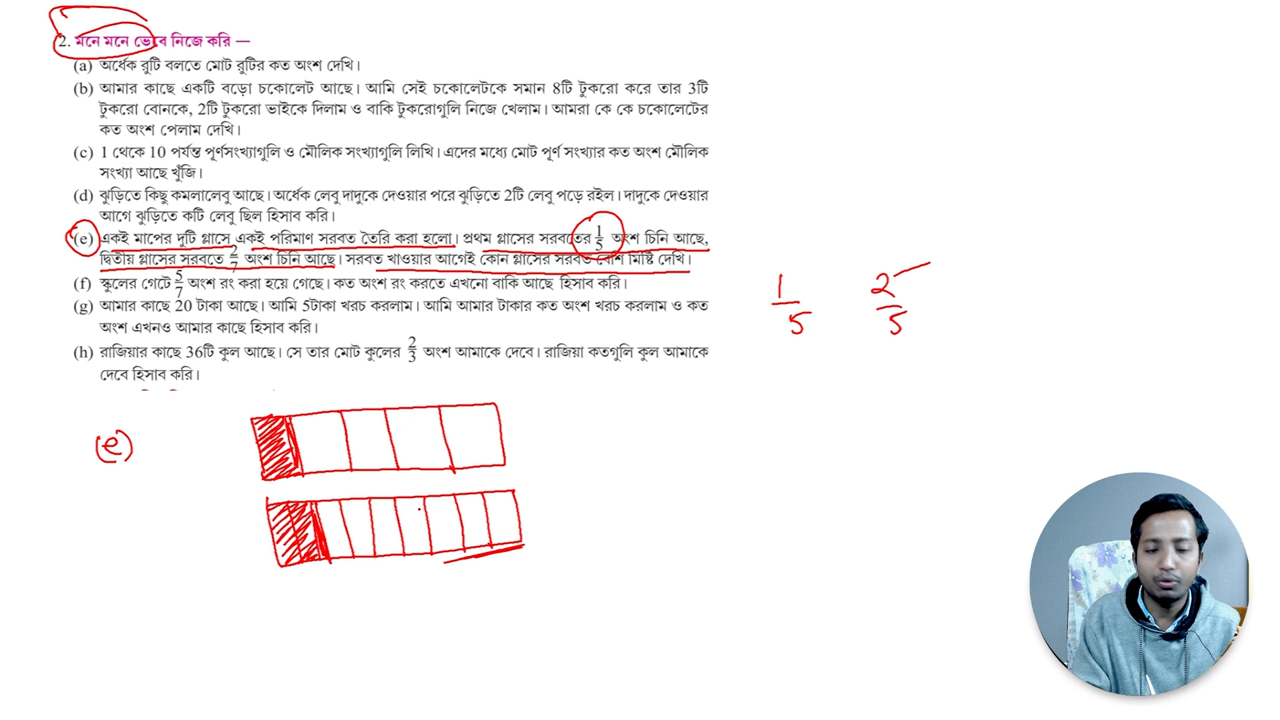 2. মনে মনে ভেবে নিজে করি —
(a) অর্ধেক রুটি বলতে মোট রুটির কত অংশ দেখি।
(b) আমার কাছে একটি বড়ো চকোলেট আছে। আমি সেই চকোলেটকে সমান 8টি টুকরো করে তার 3টি
টুকরো বোনকে, 2টি টুকরো ভাইকে দিলাম ও বাকি টুকরোগুলি নিজে খেলাম। আমরা কে কে চকোলেটের
কত অংশ পেলাম দেখি।
(c) 1 থেকে 10 পর্যন্ত পূর্ণসংখ্যাগুলি ও মৌলিক সংখ্যাগুলি লিখি। এদের মধ্যে মোট পূর্ণ সংখ্যার কত অংশ মৌলিক
সংখ্যা আছে খুঁজি।
(d) ঝুড়িতে কিছু কমলালেবু আছে। অর্ধেক লেবু দাদুকে দেওয়ার পরে ঝুড়িতে 2টি লেবু পড়ে রইল। দাদুকে দেওয়ার
আগে ঝুড়িতে কটি লেবু ছিল হিসাব করি।
(e) একই মাপের দুটি গ্লাসে একই পরিমাণ সরবত তৈরি করা হলো। প্রথম গ্লাসের সরবতের 1/5 অংশ চিনি আছে,
দ্বিতীয় গ্লাসের সরবতে 2/7 অংশ চিনি আছে। সরবত খাওয়ার আগেই কোন গ্লাসের সরবত বেশি মিষ্টি দেখি।
(f) স্কুলের গেটে 5/7 অংশ রং করা হয়ে গেছে। কত অংশ রং করতে এখনো বাকি আছে হিসাব করি।
(g) আমার কাছে 20 টাকা আছে। আমি 5টাকা খরচ করলাম। আমি আমার টাকার কত অংশ খরচ করলাম ও কত
অংশ এখনও আমার কাছে হিসাব করি।
(h) রাজিয়ার কাছে 36টি কুল আছে। সে তার মোট কুলের 2/3 অংশ আমাকে দেবে। রাজিয়া কতগুলি কুল আমাকে
দেবে হিসাব করি।
1/5 2/5
(e)